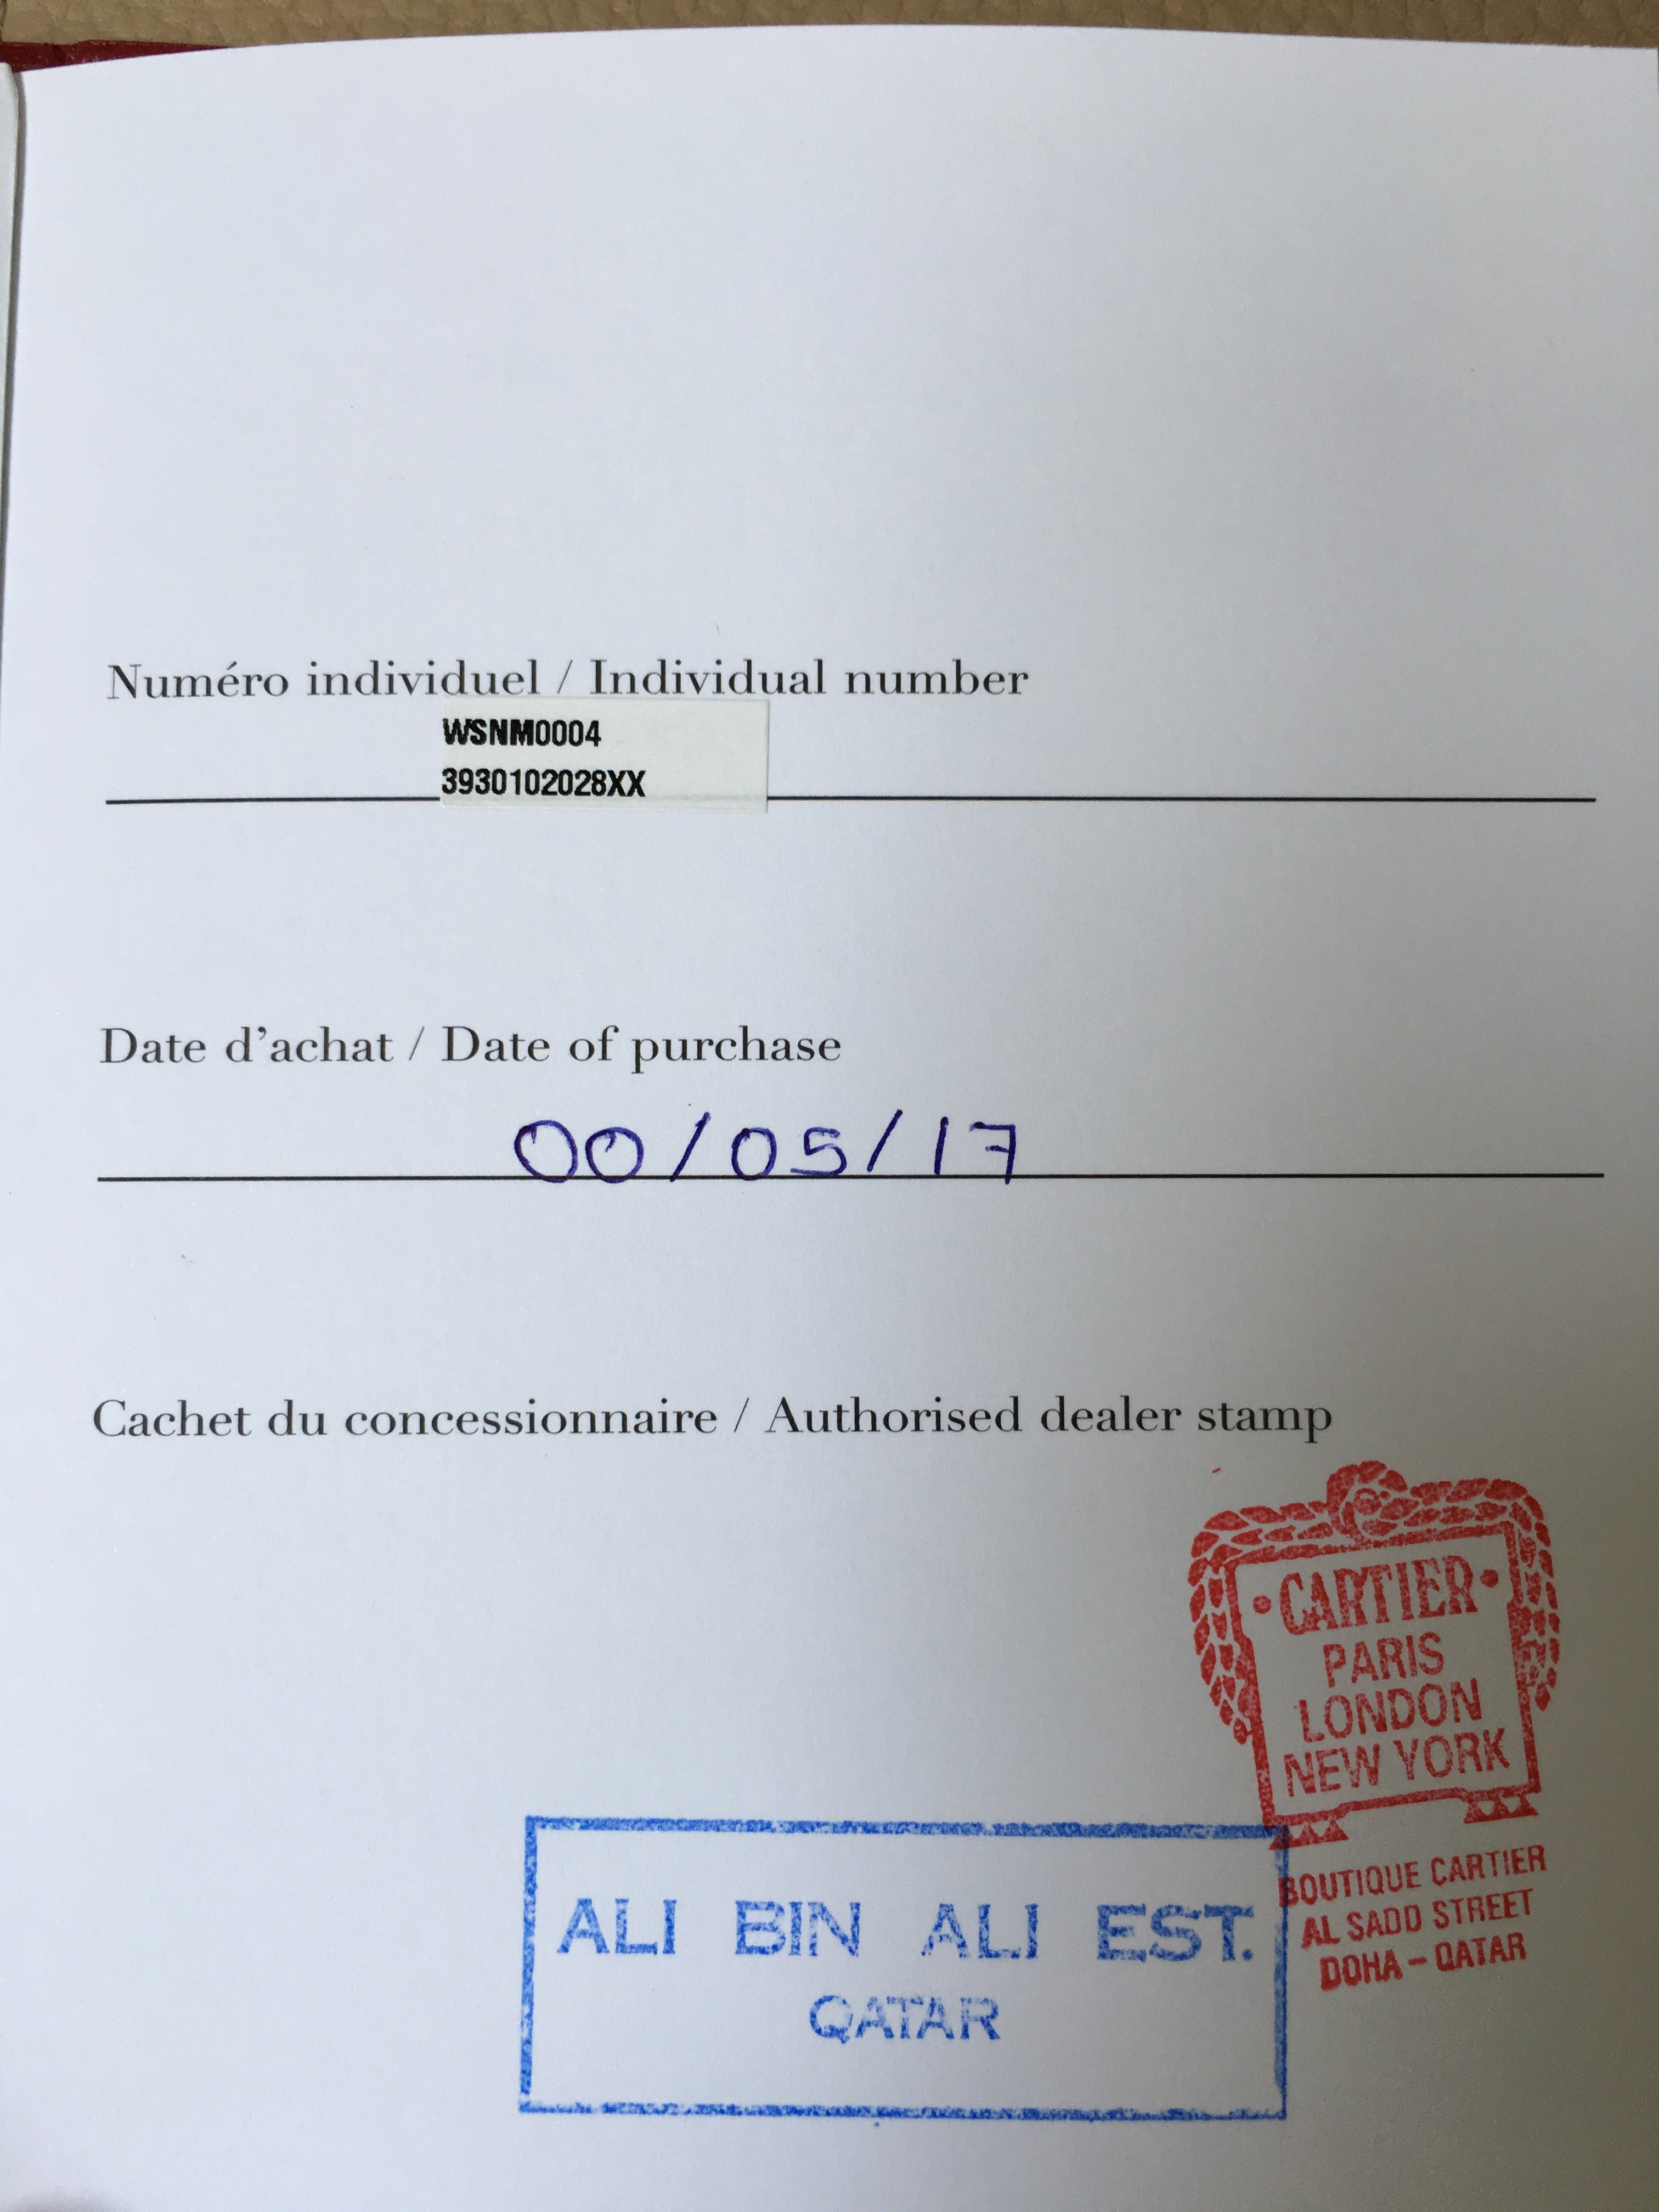 Numéro individuel / Individual number
WSNM0004
3930102028XX
Date d'achat / Date of purchase
00/05/17
Cachet du concessionnaire / Authorised dealer stamp
·CARTIER·
PARIS
LONDON
NEW YORK
BOUTIQUE CARTIER
AL SADD STREET
DOHA – QATAR
ALI BIN ALI EST.
QATAR